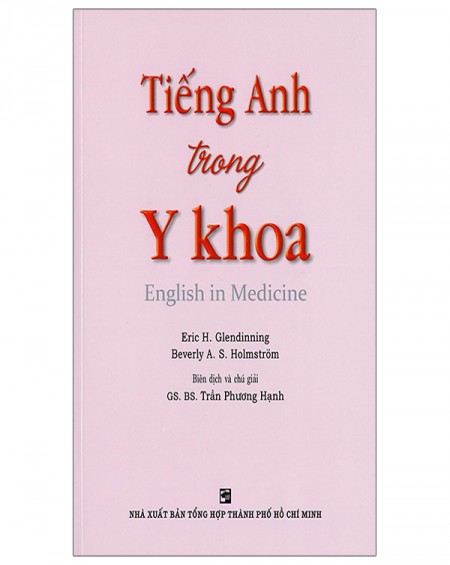 Tiếng Anh
trong
Y khoa
English in Medicine
Eric H. Glendinning
Beverly A. S. Holmström
Biên dịch và chú giải
GS. BS. Trần Phương Hạnh
NHÀ XUẤT BẢN TỔNG HỢP THÀNH PHỐ HỒ CHÍ MINH